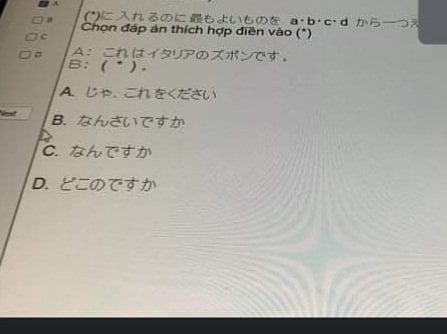 A
B
C
D
Next
(*)に入れるのに最もよいものを a・b・c・d から一つ
Chọn đáp án thích hợp điền vào (*)
A： これはイタリアのズボンです。
B： ( * )。
A. じゃ、これをください
B. なんさいですか
C. なんですか
D. どこのですか